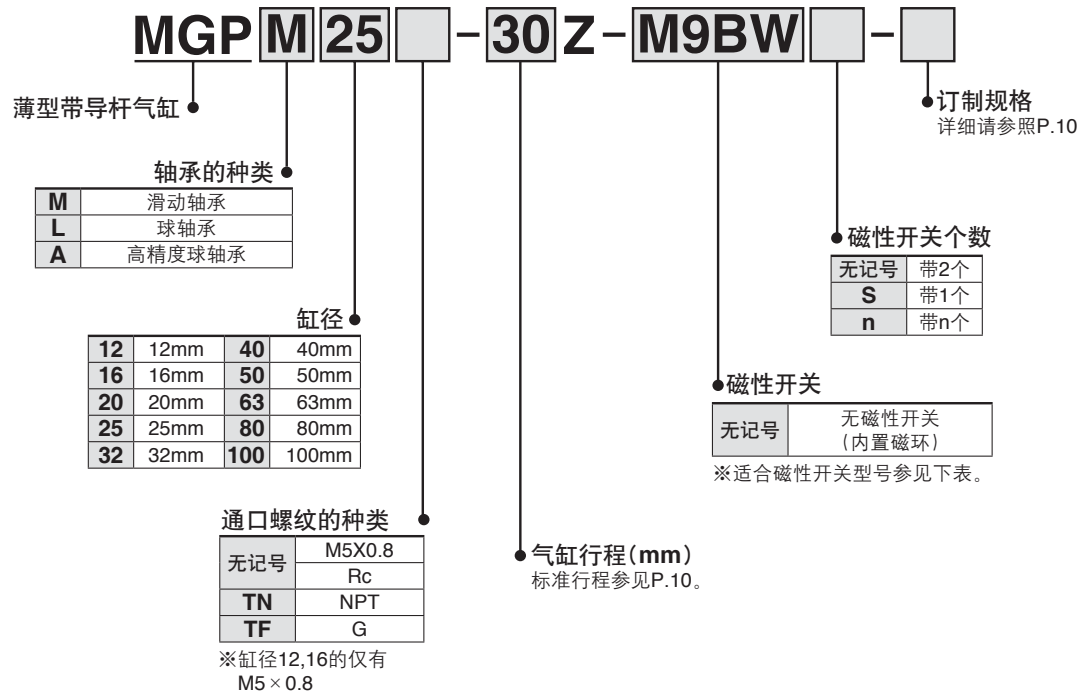 MGP M 25 - 30 Z - M9BW -
薄型带导杆气缸
订制规格
详细请参照P.10
轴承的种类
M 滑动轴承
L 球轴承
A 高精度球轴承
磁性开关个数
无记号 带2个
S 带1个
n 带n个
缸径
12 12mm 40 40mm
16 16mm 50 50mm
20 20mm 63 63mm
25 25mm 80 80mm
32 32mm 100 100mm
磁性开关
无记号 无磁性开关
(内置磁环)
※适合磁性开关型号参见下表。
通口螺纹的种类
无记号 M5X0.8
Rc
TN NPT
TF G
※缸径12,16的仅有
M5×0.8
气缸行程(mm)
标准行程参见P.10。